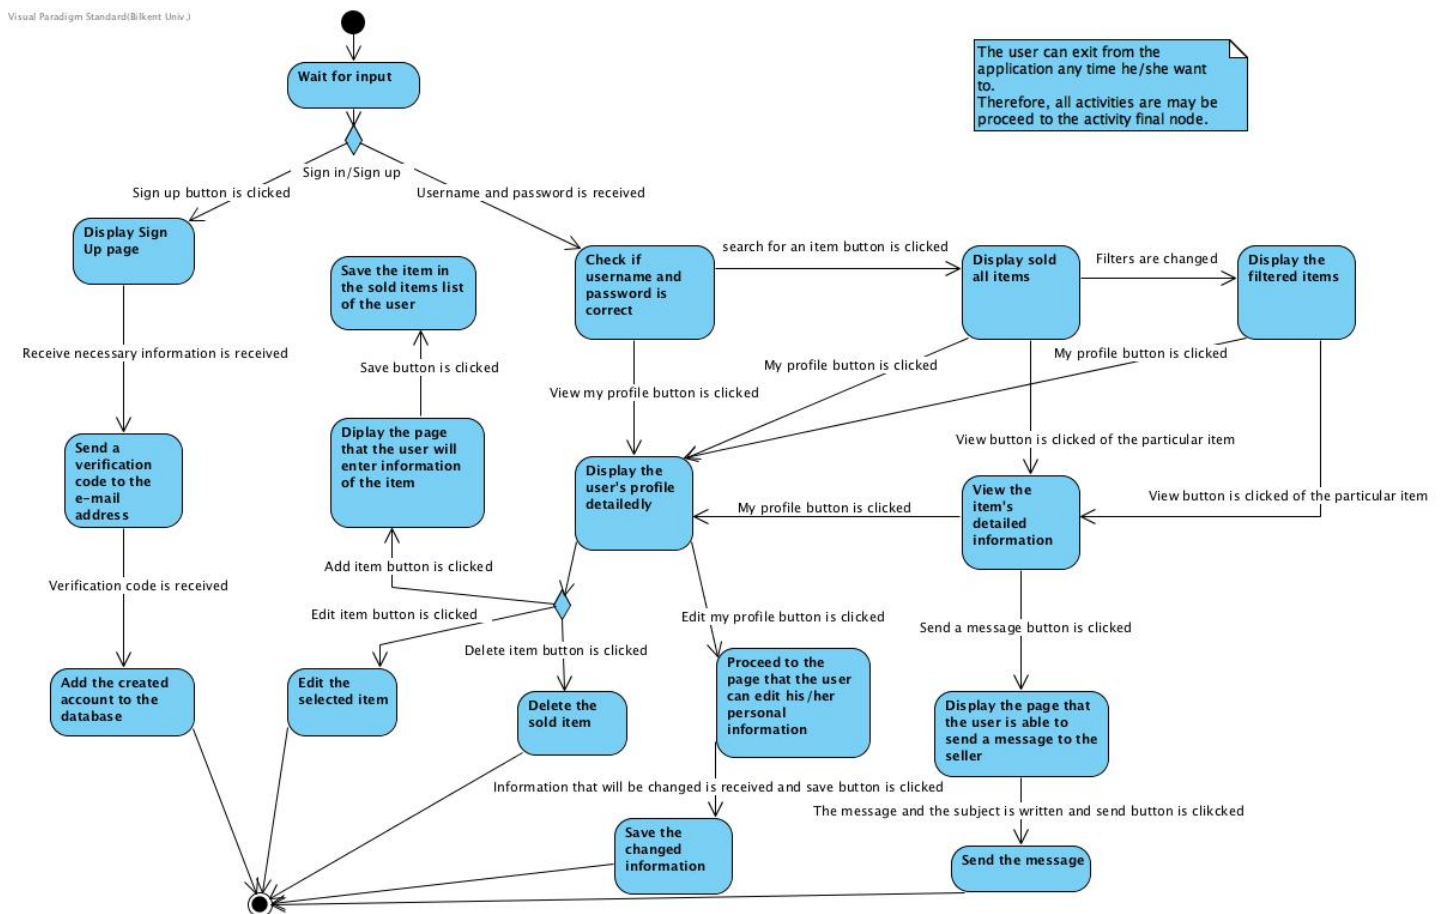 Visual Paradigm Standard(Bilkent Univ.)
Wait for input
The user can exit from the
application any time he/she want
to.
Therefore, all activities are may be
proceed to the activity final node.
Sign in/Sign up
Sign up button is clicked
Username and password is received
Display Sign
Up page
Save the item in
the sold items list
of the user
Check if
username and
password is
correct
search for an item button is clicked
Display sold
all items
Filters are changed
Display the
filtered items
Receive necessary information is received
Save button is clicked
View my profile button is clicked
My profile button is clicked
My profile button is clicked
Send a
verification
code to the
e-mail
address
Diplay the page
that the user will
enter information
of the item
Display the
user's profile
detailedly
View button is clicked of the particular item
My profile button is clicked
View the
item's
detailed
information
View button is clicked of the particular item
Verification code is received
Add item button is clicked
Edit item button is clicked
Delete item button is clicked
Edit my profile button is clicked
Send a message button is clicked
Add the created
account to the
database
Edit the
selected item
Delete the
sold item
Proceed to the
page that the user
can edit his/her
personal
information
Display the page that
the user is able to
send a message to the
seller
Information that will be changed is received and save button is clicked
The message and the subject is written and send button is clikcked
Save the
changed
information
Send the message